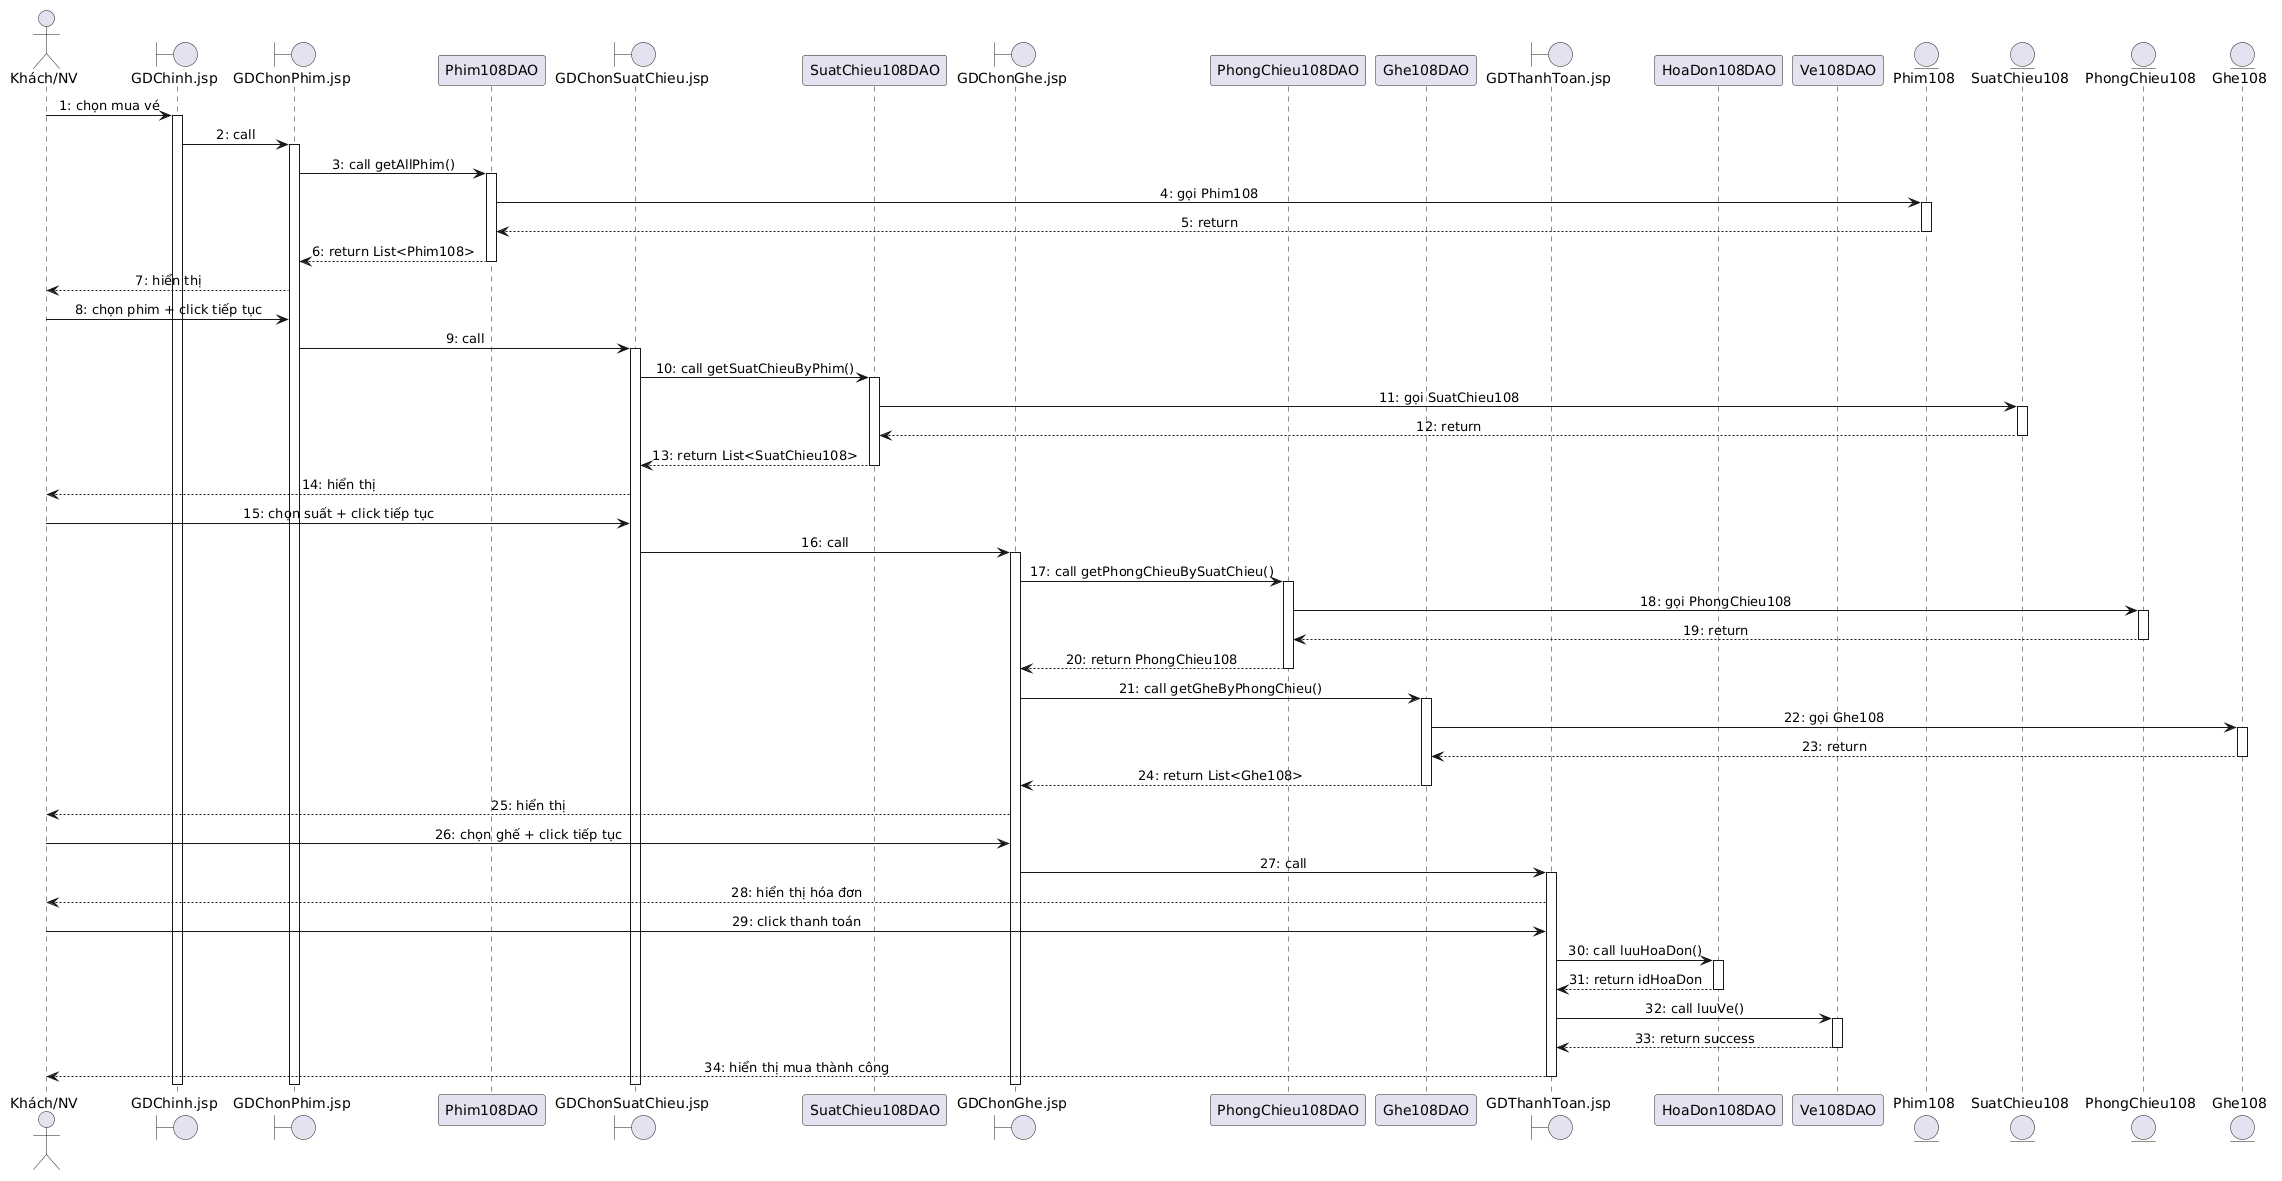 Khách/NV
GDChinh.jsp
GDChonPhim.jsp
Phim108DAO
GDChonSuatChieu.jsp
SuatChieu108DAO
GDChonGhe.jsp
PhongChieu108DAO
Ghe108DAO
GDThanhToan.jsp
HoaDon108DAO
Ve108DAO
Phim108
SuatChieu108
PhongChieu108
Ghe108
1: chọn mua vé
2: call
3: call getAllPhim()
4: gọi Phim108
5: return
6: return List<Phim108>
7: hiển thị
8: chọn phim + click tiếp tục
9: call
10: call getSuatChieuByPhim()
11: gọi SuatChieu108
12: return
13: return List<SuatChieu108>
14: hiển thị
15: chọn suất + click tiếp tục
16: call
17: call getPhongChieuBySuatChieu()
18: gọi PhongChieu108
19: return
20: return PhongChieu108
21: call getGheByPhongChieu()
22: gọi Ghe108
23: return
24: return List<Ghe108>
25: hiển thị
26: chọn ghế + click tiếp tục
27: call
28: hiển thị hóa đơn
29: click thanh toán
30: call luuHoaDon()
31: return idHoaDon
32: call luuVe()
33: return success
34: hiển thị mua thành công
Khách/NV
GDChinh.jsp
GDChonPhim.jsp
Phim108DAO
GDChonSuatChieu.jsp
SuatChieu108DAO
GDChonGhe.jsp
PhongChieu108DAO
Ghe108DAO
GDThanhToan.jsp
HoaDon108DAO
Ve108DAO
Phim108
SuatChieu108
PhongChieu108
Ghe108